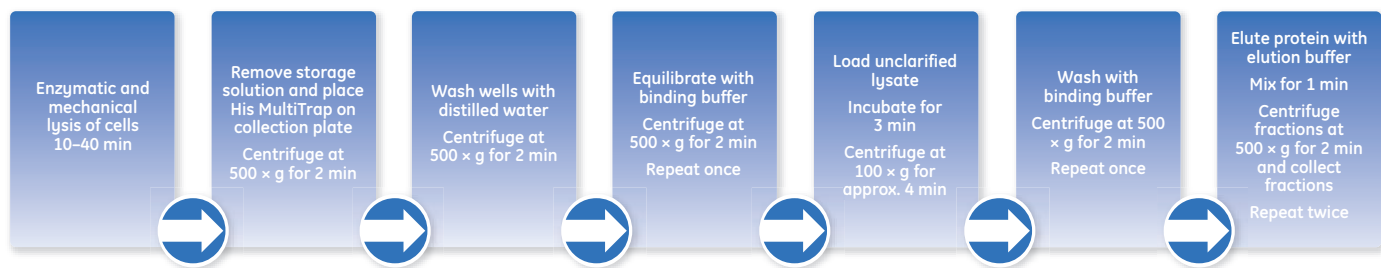 Enzymatic and
mechanical
lysis of cells
10–40 min
Remove storage
solution and place
His MultiTrap on
collection plate
Centrifuge at
500 × g for 2 min
Wash wells with
distilled water
Centrifuge at
500 × g for 2 min
Equilibrate with
binding buffer
Centrifuge at
500 × g for 2 min
Repeat once
Load unclarified
lysate
Incubate for
3 min
Centrifuge at
100 × g for
approx. 4 min
Wash with
binding buffer
Centrifuge at 500
× g for 2 min
Repeat once
Elute protein with
elution buffer
Mix for 1 min
Centrifuge
fractions at
500 × g for 2 min
and collect
fractions
Repeat twice